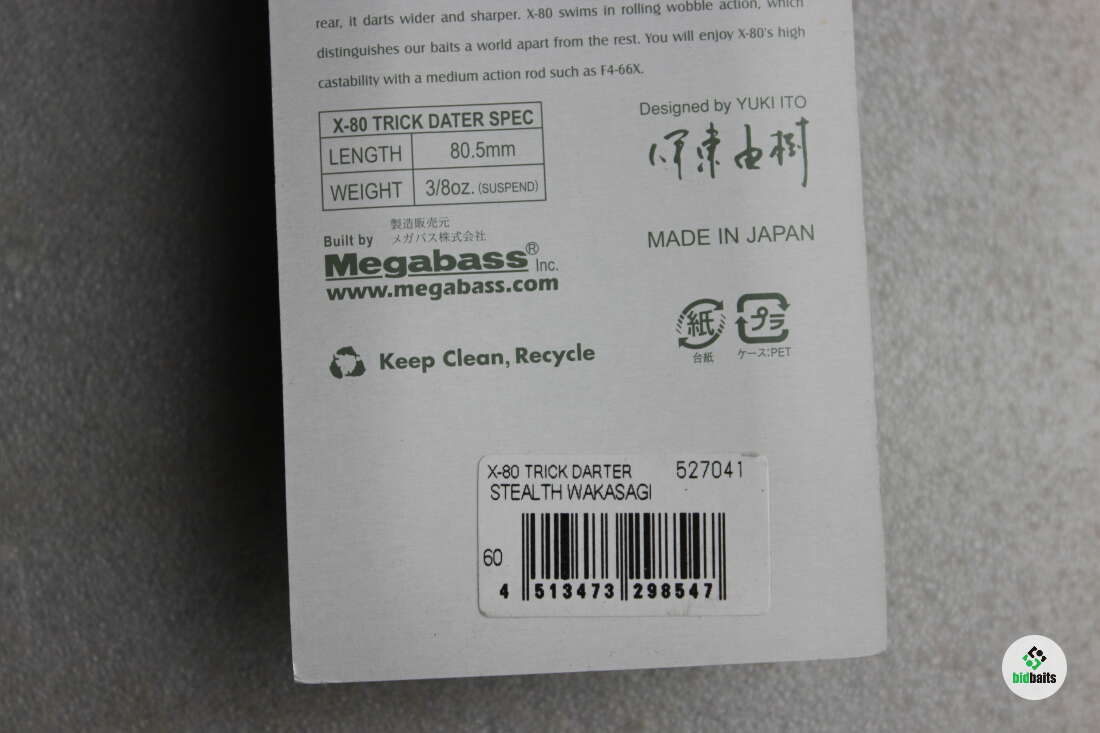 rear, it darts wider and sharper. X-80 swims in rolling wobble action, which
distinguishes our baits a world apart from the rest. You will enjoy X-80's high
castability with a medium action rod such as F4-66X.
X-80 TRICK DATER SPEC
LENGTH 80.5mm
WEIGHT 3/8oz. (SUSPEND)
Designed by YUKI ITO
伊東由樹
製造販売元
Built by メガバス株式会社
Megabass® Inc.
www.megabass.com
MADE IN JAPAN
紙
台紙
プラ
ケース:PET
Keep Clean, Recycle
X-80 TRICK DARTER 527041
STEALTH WAKASAGI
60
4 513473 298547
bidbaits